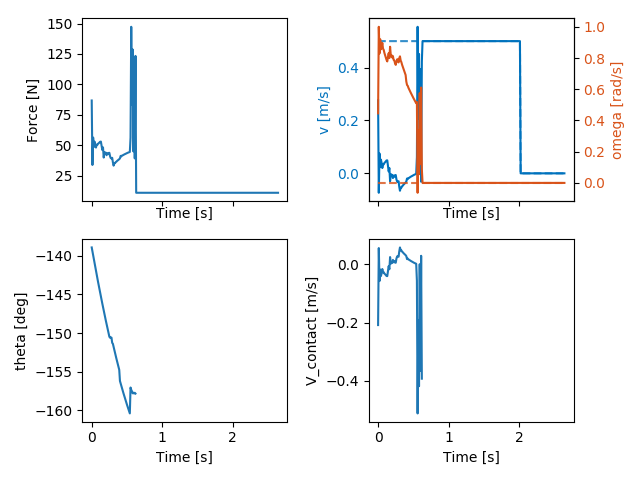 150
125
100
75
50
25
Force [N]
Time [s]
0.4
0.2
0.0
v [m/s]
1.0
0.8
0.6
0.4
0.2
0.0
omega [rad/s]
Time [s]
−140
−145
−150
−155
−160
theta [deg]
0 1 2
Time [s]
0.0
−0.2
−0.4
V_contact [m/s]
0 1 2
Time [s]